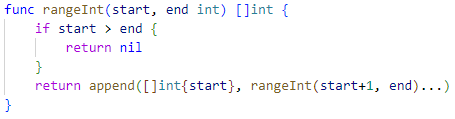 func rangeInt(start, end int) []int {
    if start > end {
        return nil
    }
    return append([]int{start}, rangeInt(start+1, end)...)
}